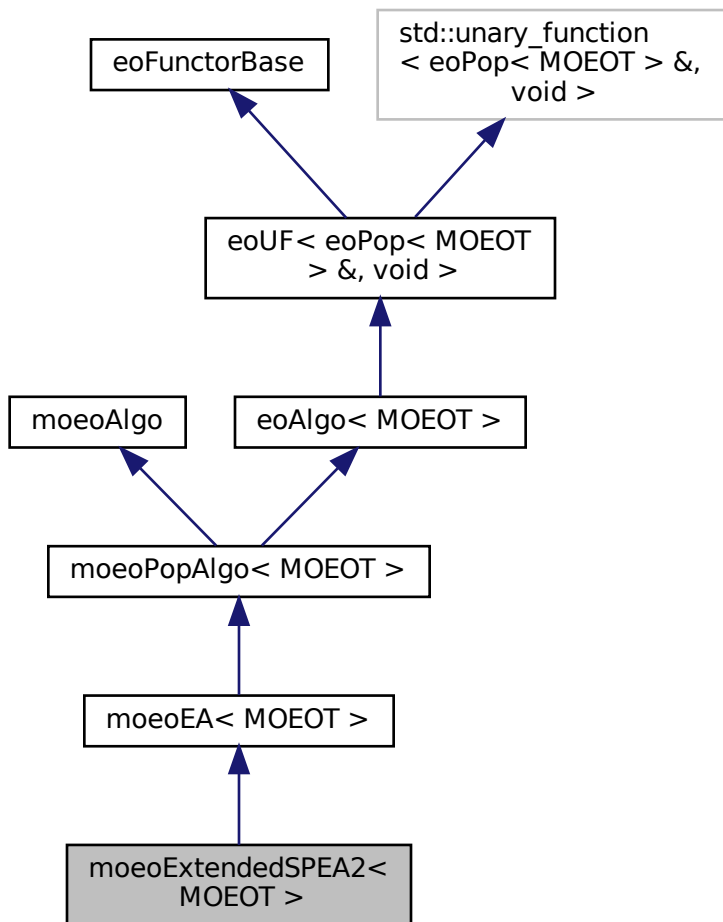 eoFunctorBase
std::unary_function
< eoPop< MOEOT > &,
void >
eoUF< eoPop< MOEOT
> &, void >
moeoAlgo
eoAlgo< MOEOT >
moeoPopAlgo< MOEOT >
moeoEA< MOEOT >
moeoExtendedSPEA2<
MOEOT >